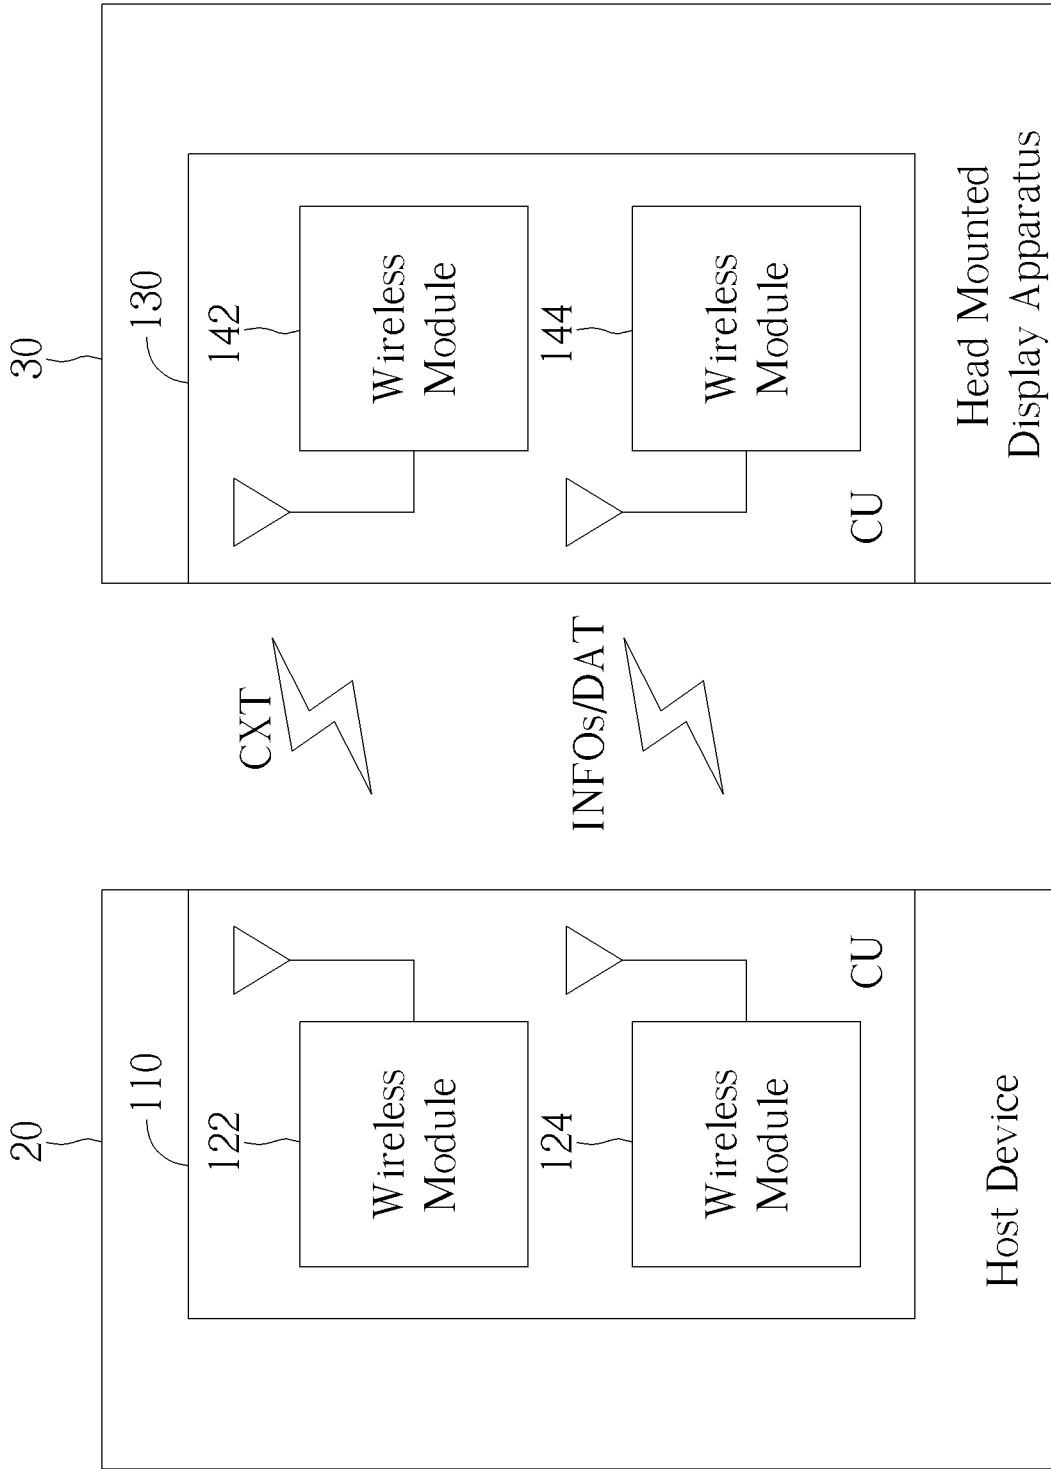 20
110
122
Wireless
Module
124
Wireless
Module
CU
Host Device
CXT
INFOs/DAT
30
130
142
Wireless
Module
144
Wireless
Module
CU
Head Mounted
Display Apparatus